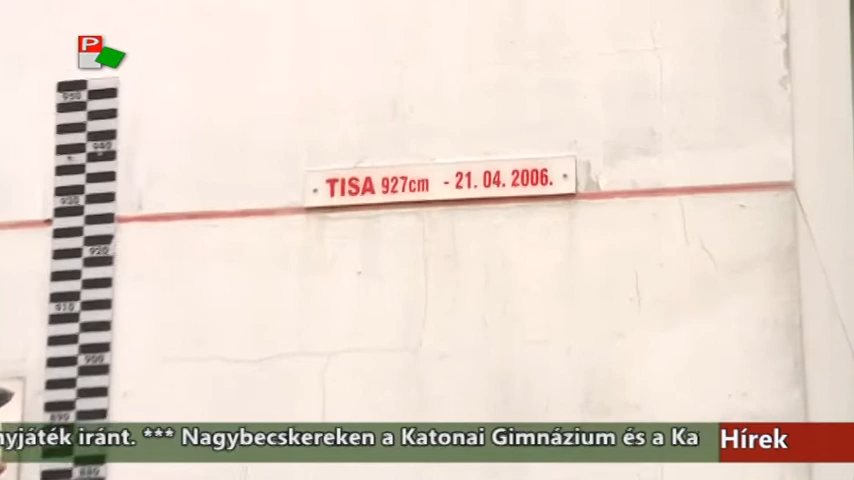 P
950
940
930
TISA 927cm - 21. 04. 2006.
920
910
900
890
880
nyjáték iránt. *** Nagybecskereken a Katonai Gimnázium és a Ka
Hírek